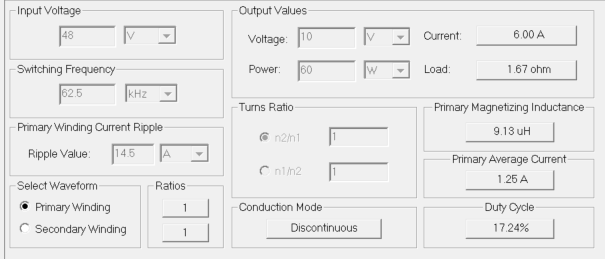 Input Voltage
48 V
Switching Frequency
62.5 kHz
Primary Winding Current Ripple
Ripple Value: 14.5 A
Select Waveform
Primary Winding
Secondary Winding
Ratios
1
1
Output Values
Voltage: 10 V Current: 6.00 A
Power: 60 W Load: 1.67 ohm
Turns Ratio
n2/n1 1
n1/n2 1
Conduction Mode
Discontinuous
Primary Magnetizing Inductance
9.13 uH
Primary Average Current
1.25 A
Duty Cycle
17.24%